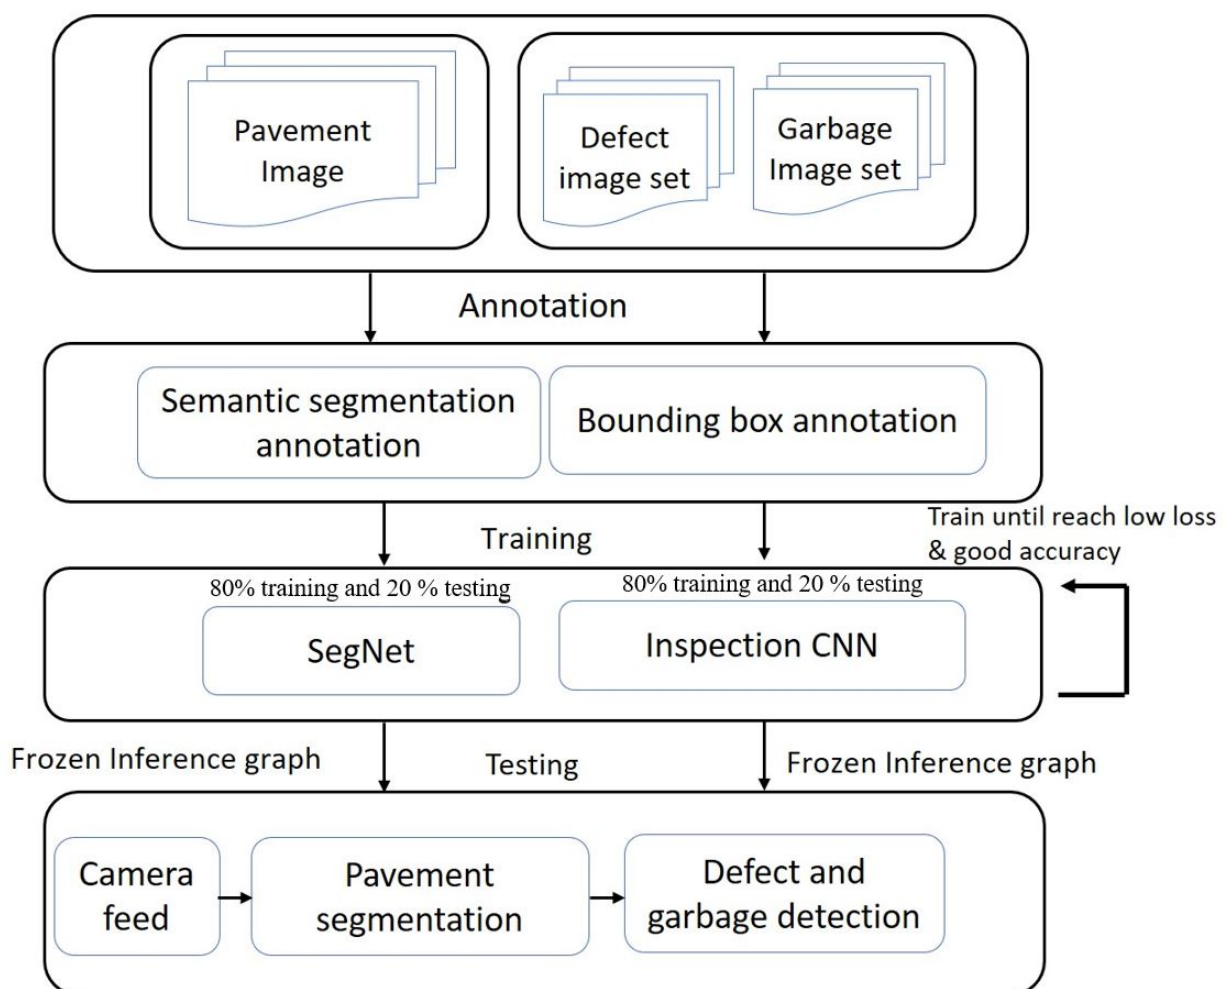 Pavement
Image
Defect
image set
Garbage
Image set
Annotation
Semantic segmentation
annotation
Bounding box annotation
Training
Train until reach low loss
& good accuracy
80% training and 20 % testing
80% training and 20 % testing
SegNet
Inspection CNN
Frozen Inference graph
Testing
Frozen Inference graph
Camera
feed
Pavement
segmentation
Defect and
garbage detection